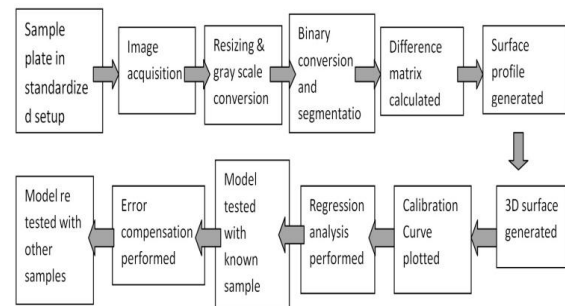 Sample
plate in
standardize
d setup
Image
acquisition
Resizing &
gray scale
conversion
Binary
conversion
and
segmentatio
Difference
matrix
calculated
Surface
profile
generated
3D surface
generated
Calibration
Curve
plotted
Regression
analysis
performed
Model
tested
with
known
sample
Error
compensation
performed
Model re
tested with
other
samples